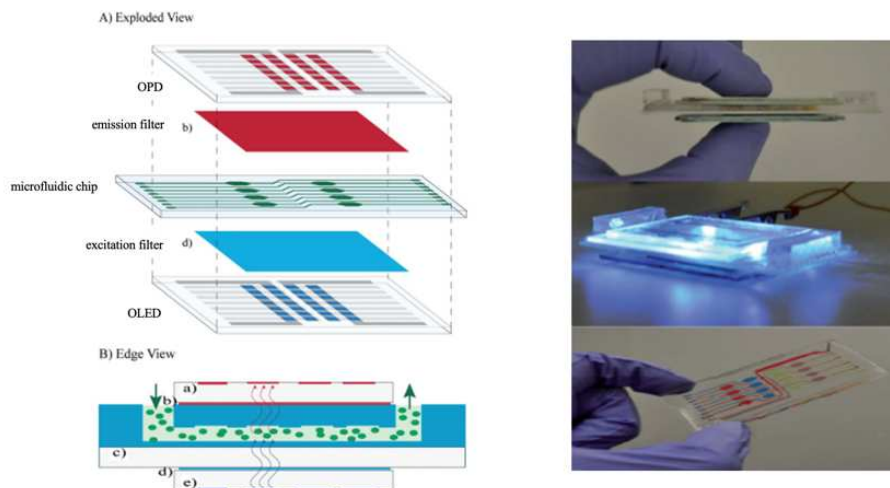 A) Exploded View
OPD
emission filter
b)
microfluidic chip
excitation filter
d)
OLED
B) Edge View
a)
b)
c)
d)
e)